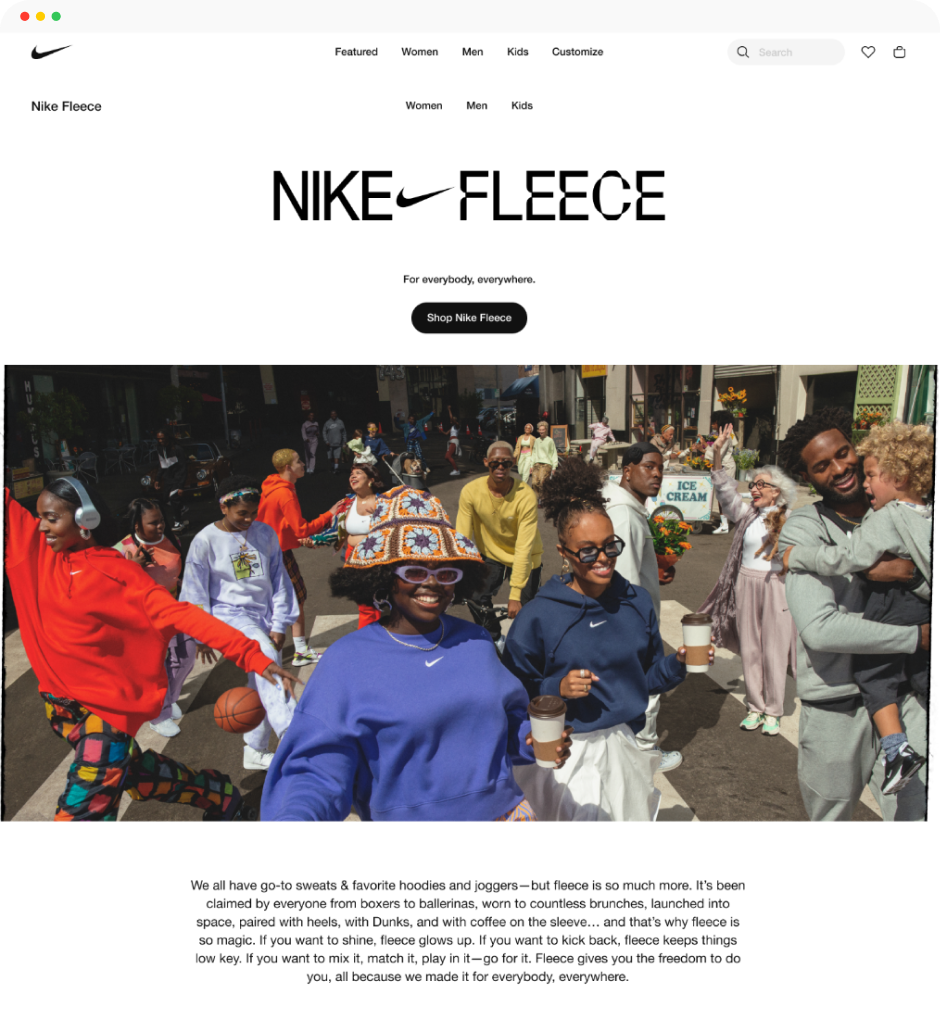 Featured Women Men Kids Customize Search
Nike Fleece Women Men Kids
NIKE FLEECE
For everybody, everywhere.
Shop Nike Fleece
HUMZUS
ICE
CREAM
We all have go-to sweats & favorite hoodies and joggers—but fleece is so much more. It’s been
claimed by everyone from boxers to ballerinas, worn to countless brunches, launched into
space, paired with heels, with Dunks, and with coffee on the sleeve… and that’s why fleece is
so magic. If you want to shine, fleece glows up. If you want to kick back, fleece keeps things
low key. If you want to mix it, match it, play in it—go for it. Fleece gives you the freedom to do
you, all because we made it for everybody, everywhere.